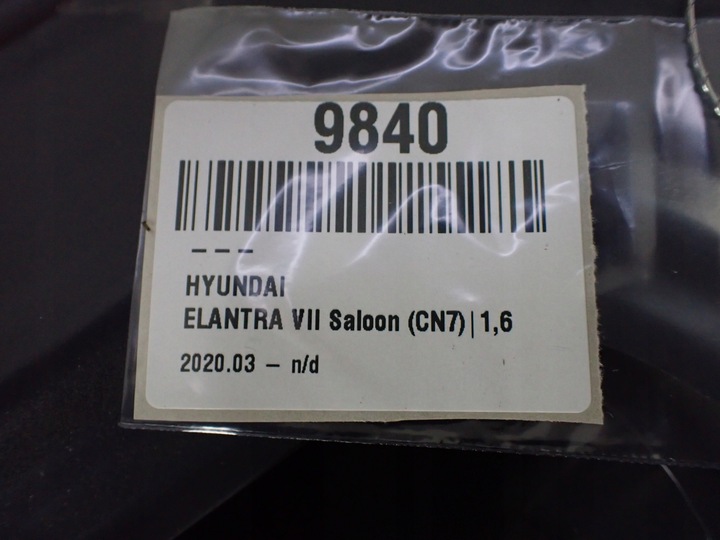 9840
– – –
HYUNDAI
ELANTRA VII Saloon (CN7)|1,6
2020.03 – n/d